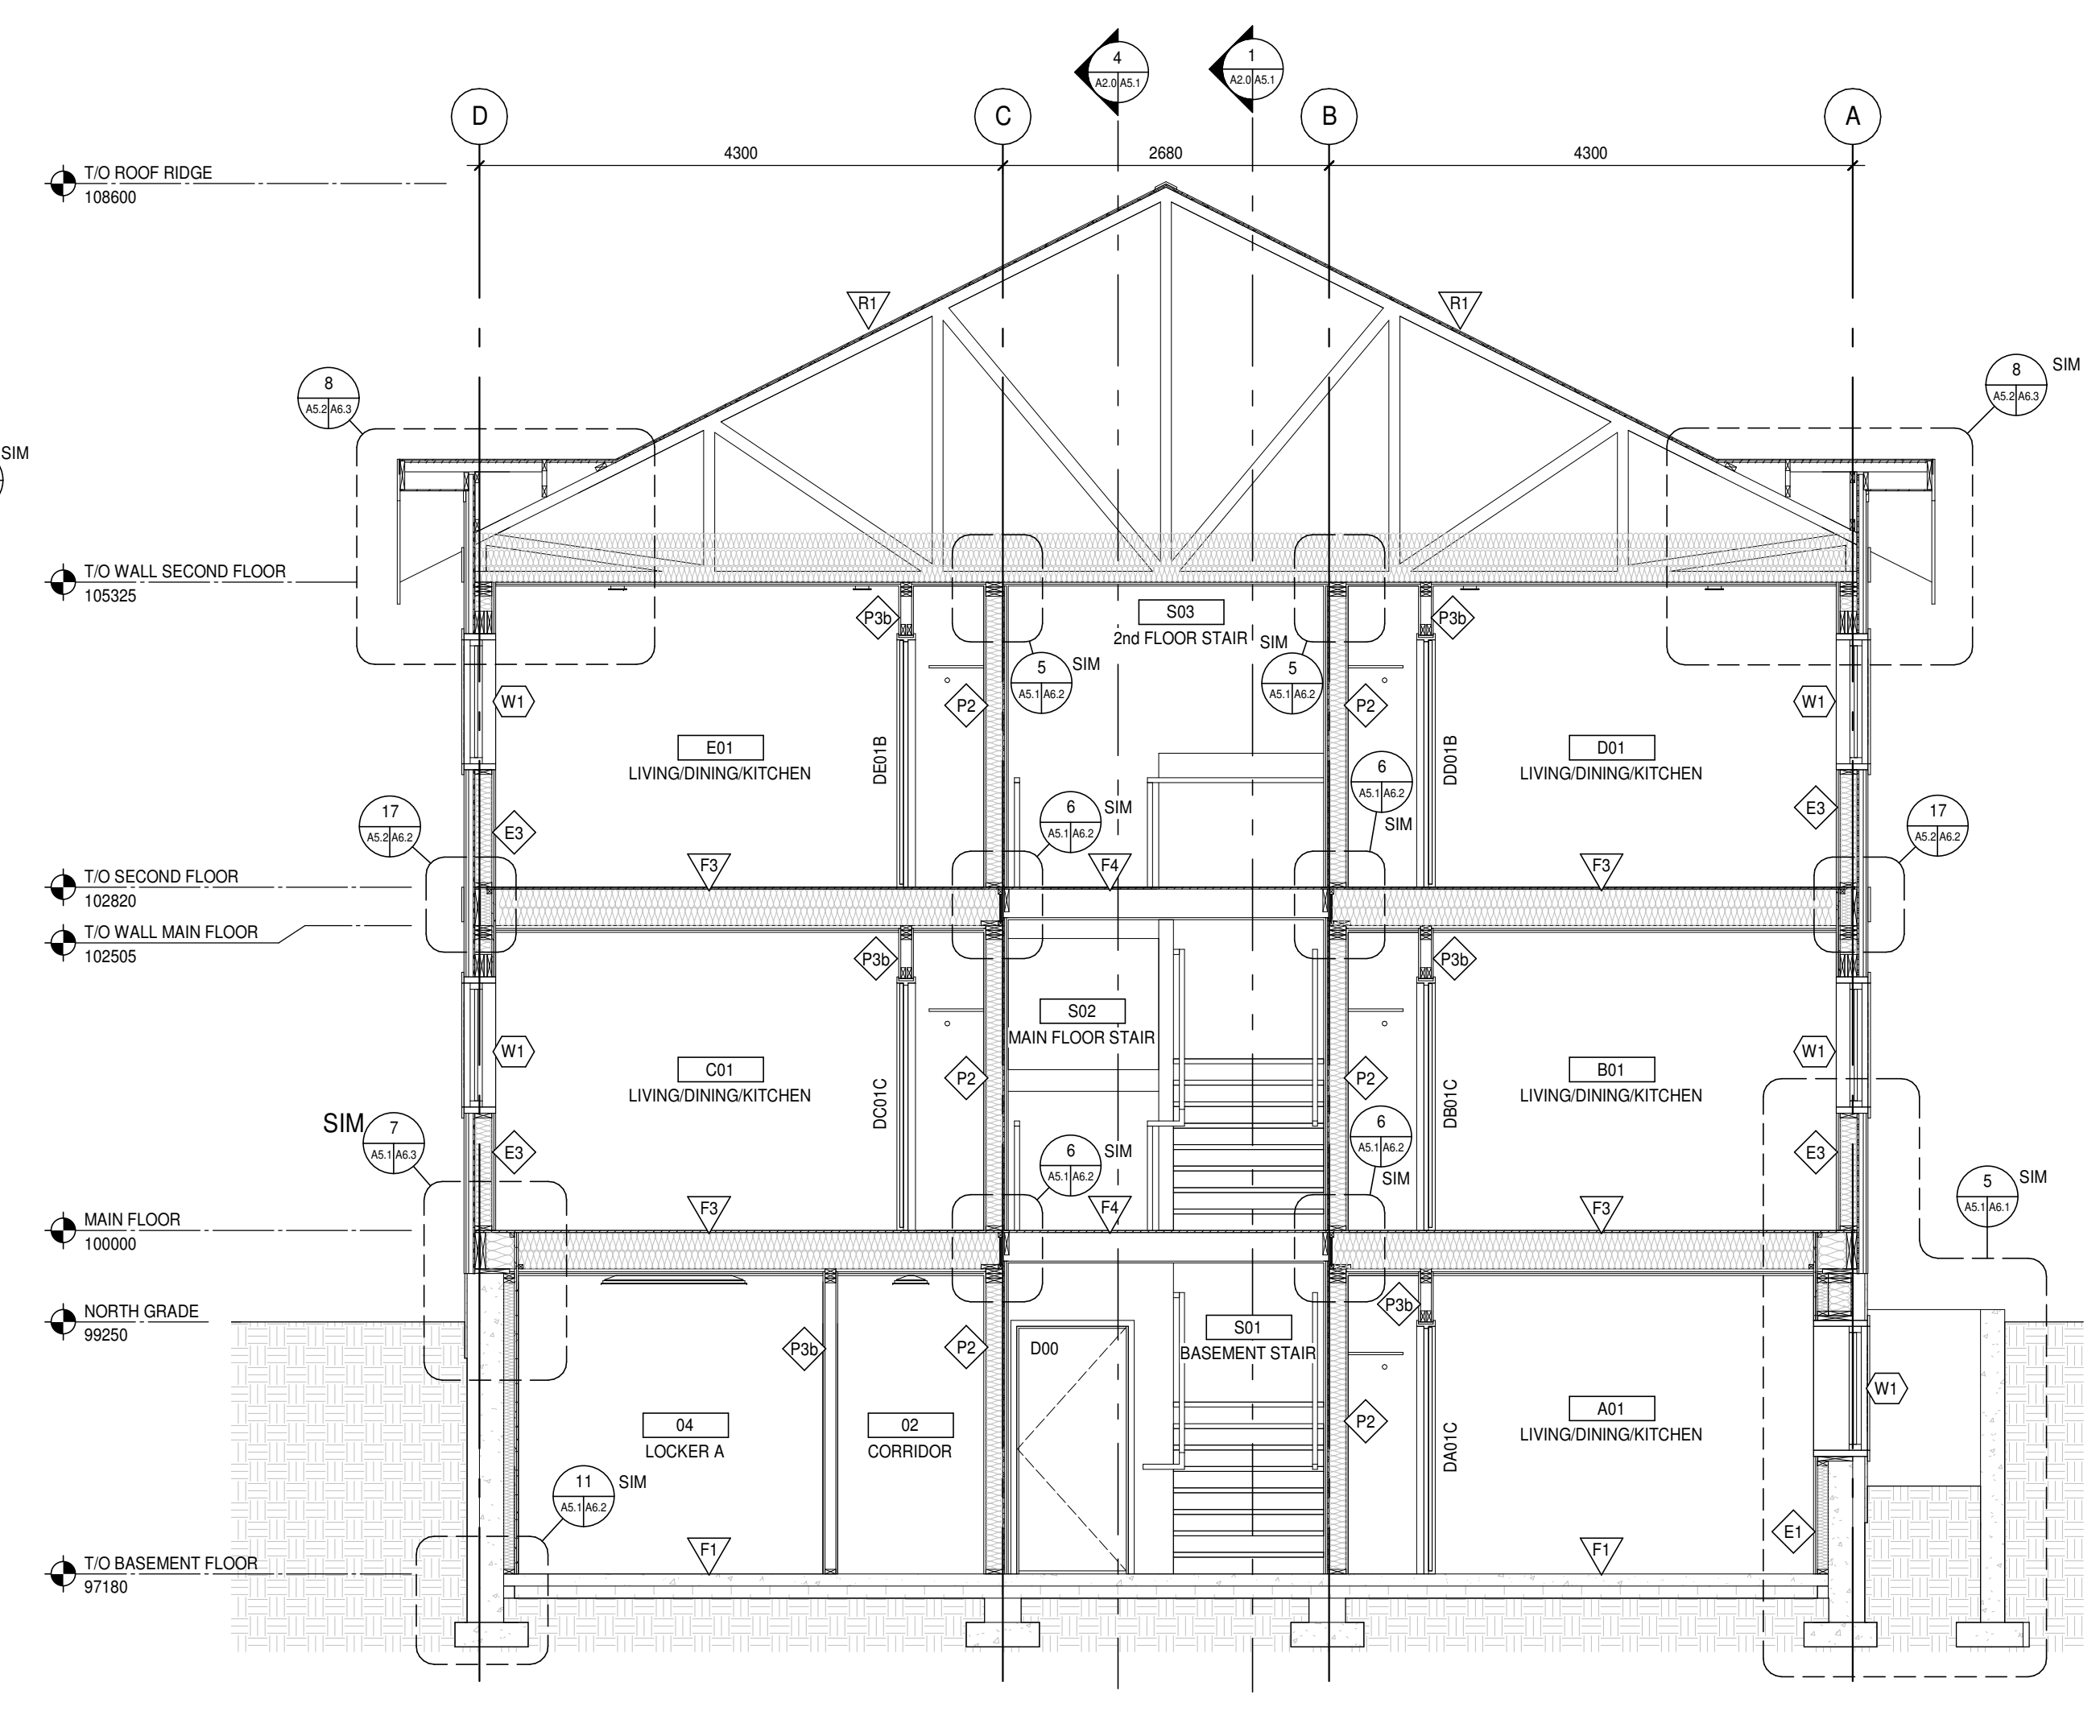 4
A2.0 A5.1
1
A2.0 A5.1
D
C
B
A
4300
2680
4300
T/O ROOF RIDGE
108600
R1
R1
8
A5.2 A6.3
8
A5.2 A6.3
SIM
SIM
T/O WALL SECOND FLOOR
105325
P3b
S03
2nd FLOOR STAIR
P3b
5
A5.1 A6.2
SIM
5
A5.1 A6.2
SIM
W1
P2
P2
W1
E01
LIVING/DINING/KITCHEN
DE01B
DD01B
D01
LIVING/DINING/KITCHEN
6
A5.1 A6.2
SIM
6
A5.1 A6.2
SIM
17
A5.2 A6.2
E3
E3
17
A5.2 A6.2
F3
F4
F3
T/O SECOND FLOOR
102820
T/O WALL MAIN FLOOR
102505
P3b
P3b
S02
MAIN FLOOR STAIR
W1
C01
LIVING/DINING/KITCHEN
P2
P2
B01
LIVING/DINING/KITCHEN
W1
DC01C
DB01C
SIM
7
A5.1 A6.3
E3
6
A5.1 A6.2
SIM
6
A5.1 A6.2
SIM
E3
5
A5.1 A6.1
SIM
F3
F4
F3
MAIN FLOOR
100000
NORTH GRADE
99250
P3b
P2
D00
S01
BASEMENT STAIR
P3b
W1
04
LOCKER A
02
CORRIDOR
P2
DA01C
A01
LIVING/DINING/KITCHEN
11
A5.1 A6.2
SIM
E1
F1
F1
T/O BASEMENT FLOOR
97180